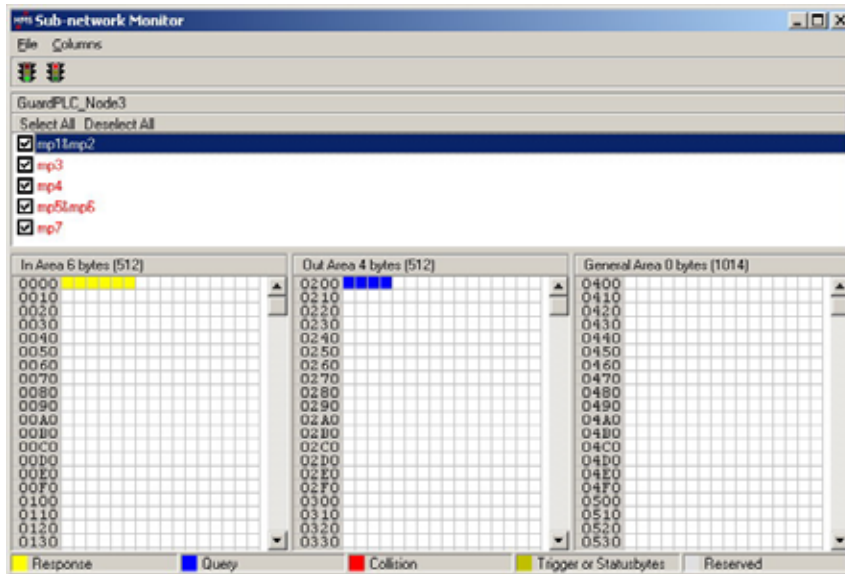 HMS Sub-network Monitor
File Columns
GuardPLC_Node3
Select All Deselect All
mp1&mp2
mp3
mp4
mp5&mp6
mp7
In Area 6 bytes (512) Out Area 4 bytes (512) General Area 0 bytes (1014)
0000 0200 0400
0010 0210 0410
0020 0220 0420
0030 0230 0430
0040 0240 0440
0050 0250 0450
0060 0260 0460
0070 0270 0470
0080 0280 0480
0090 0290 0490
00A0 02A0 04A0
00B0 02B0 04B0
00C0 02C0 04C0
00D0 02D0 04D0
00E0 02E0 04E0
00F0 02F0 04F0
0100 0300 0500
0110 0310 0510
0120 0320 0520
0130 0330 0530
Response Query Collision Trigger or Statusbytes Reserved